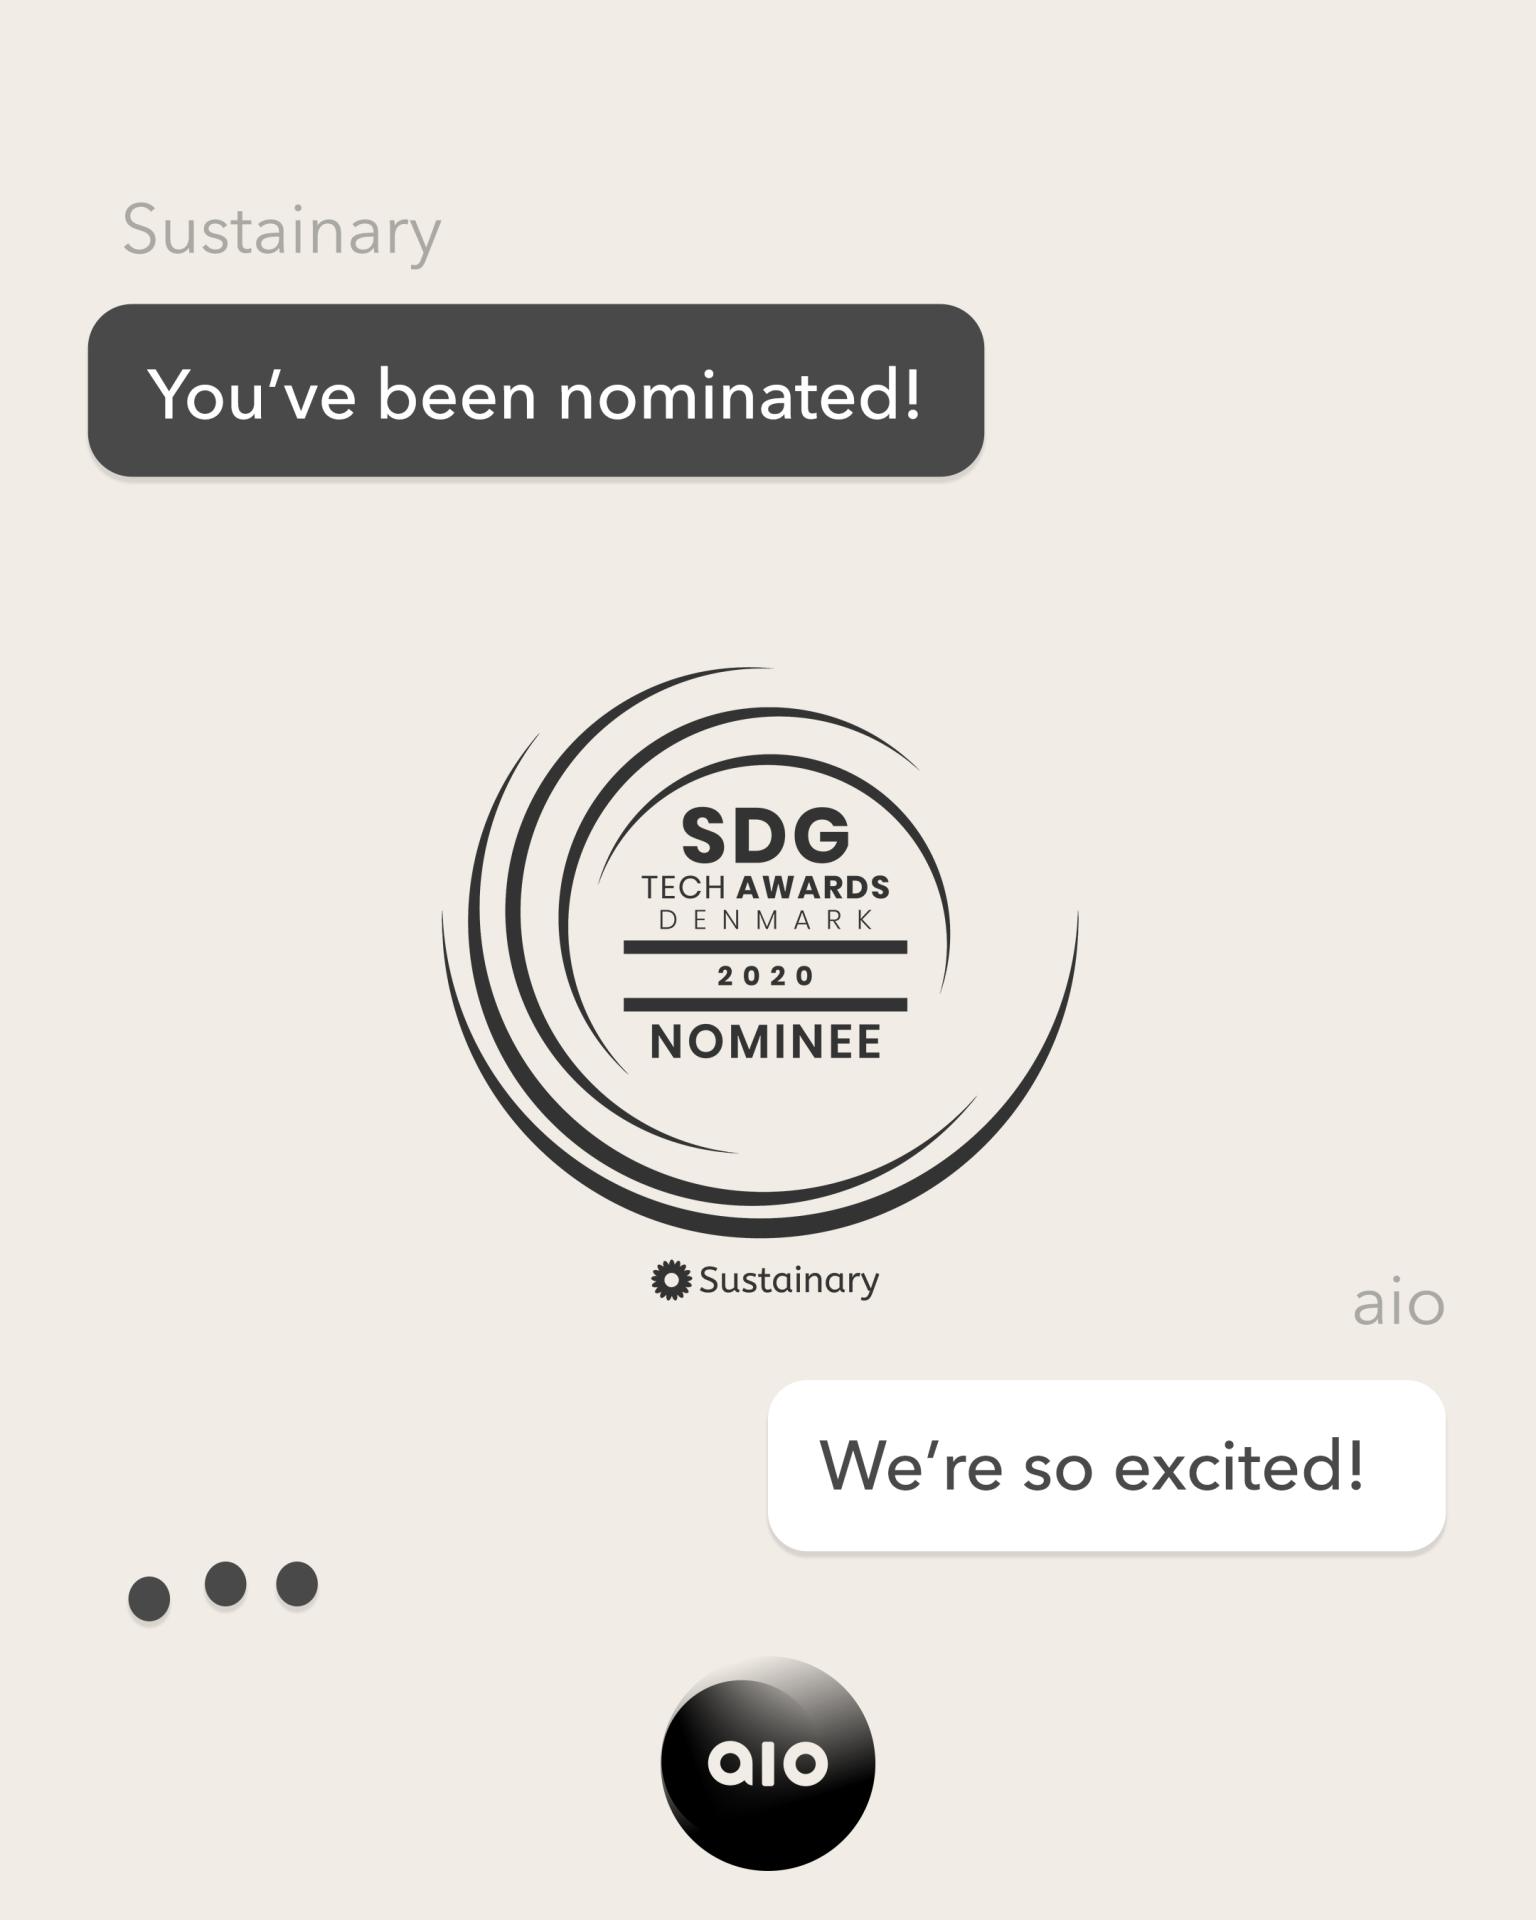 Sustainary
You’ve been nominated!
SDG
TECH AWARDS
DENMARK
2020
NOMINEE
Sustainary
aio
We’re so excited!
aio